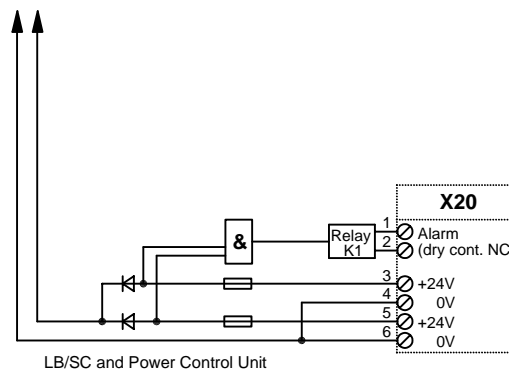 X20
&
Relay
K1
1
2
Alarm
(dry cont. NC
3
+24V
4
0V
5
+24V
6
0V
LB/SC and Power Control Unit